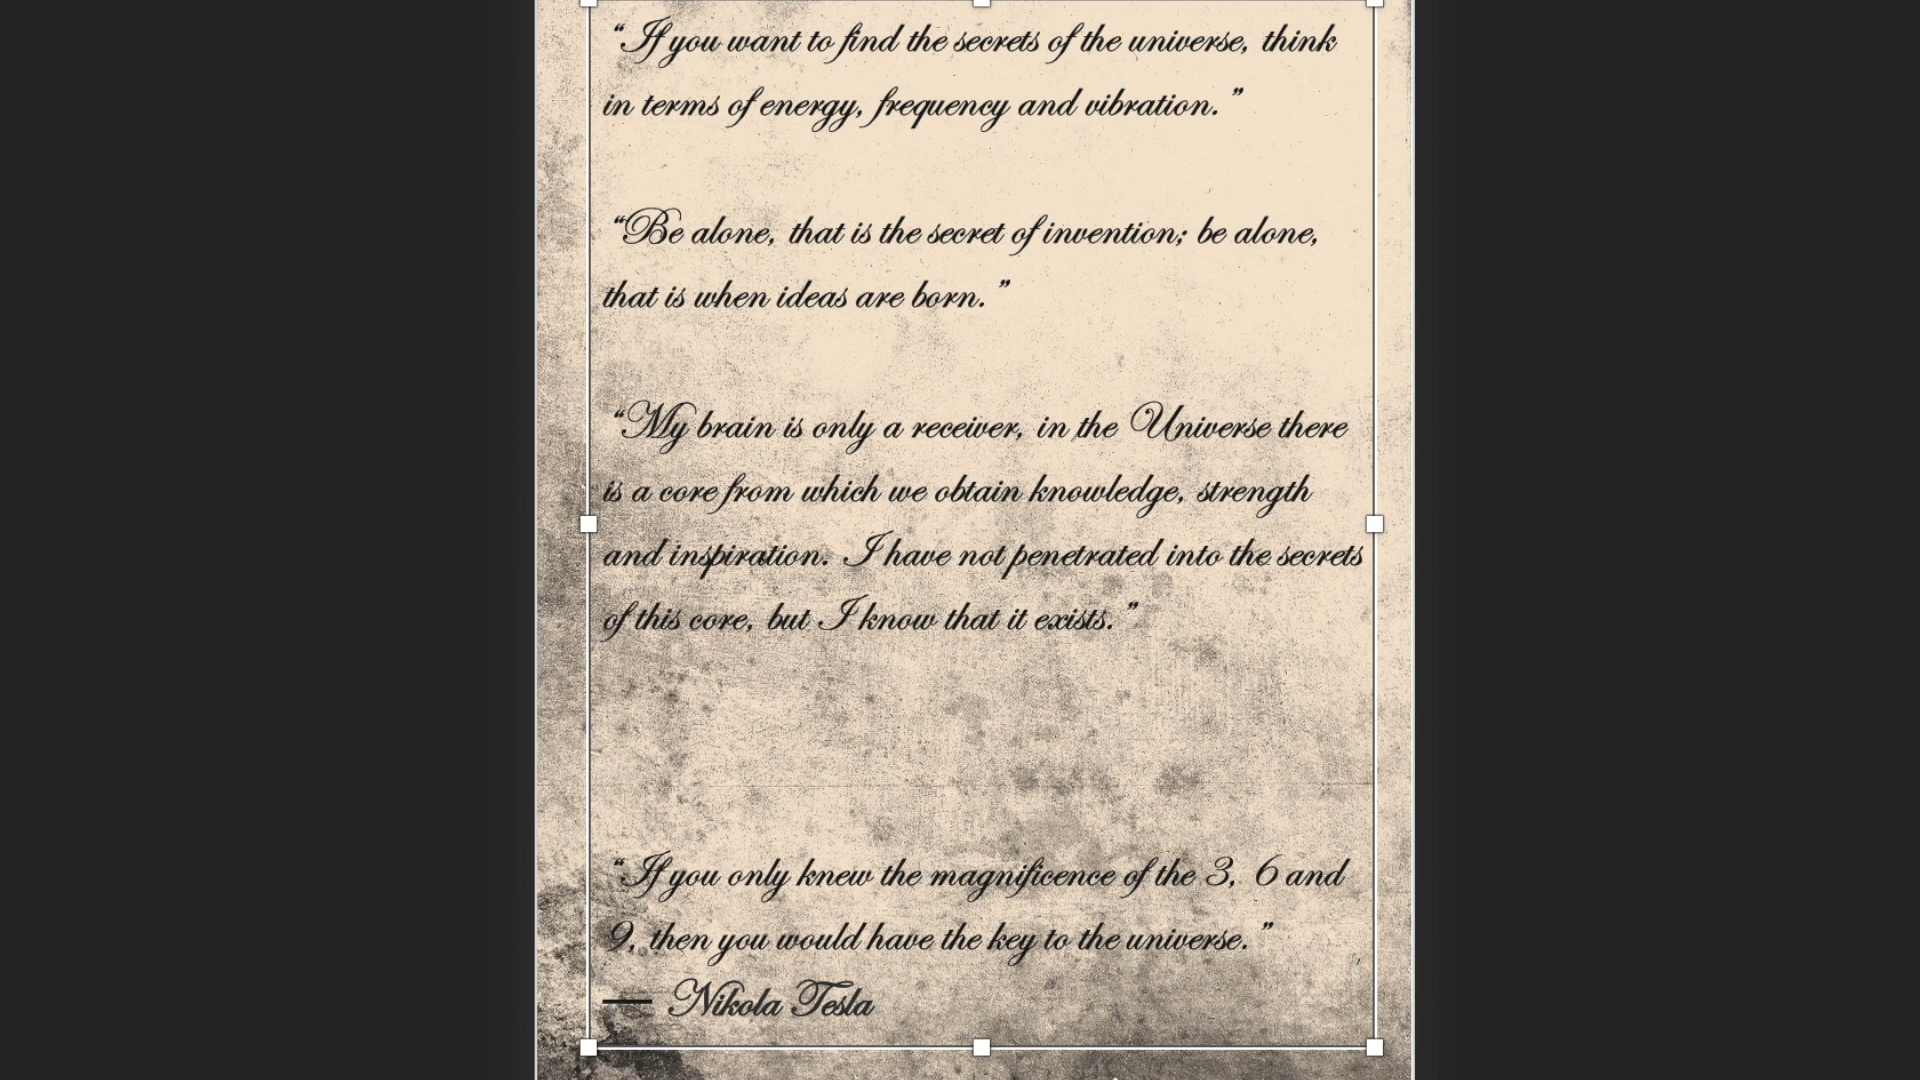 “If you want to find the secrets of the universe, think
in terms of energy, frequency and vibration.”
“Be alone, that is the secret of invention; be alone,
that is when ideas are born.”
“My brain is only a receiver, in the Universe there
is a core from which we obtain knowledge, strength
and inspiration. I have not penetrated into the secrets
of this core, but I know that it exists.”
“If you only knew the magnificence of the 3, 6 and
9, then you would have the key to the universe.”
— Nikola Tesla